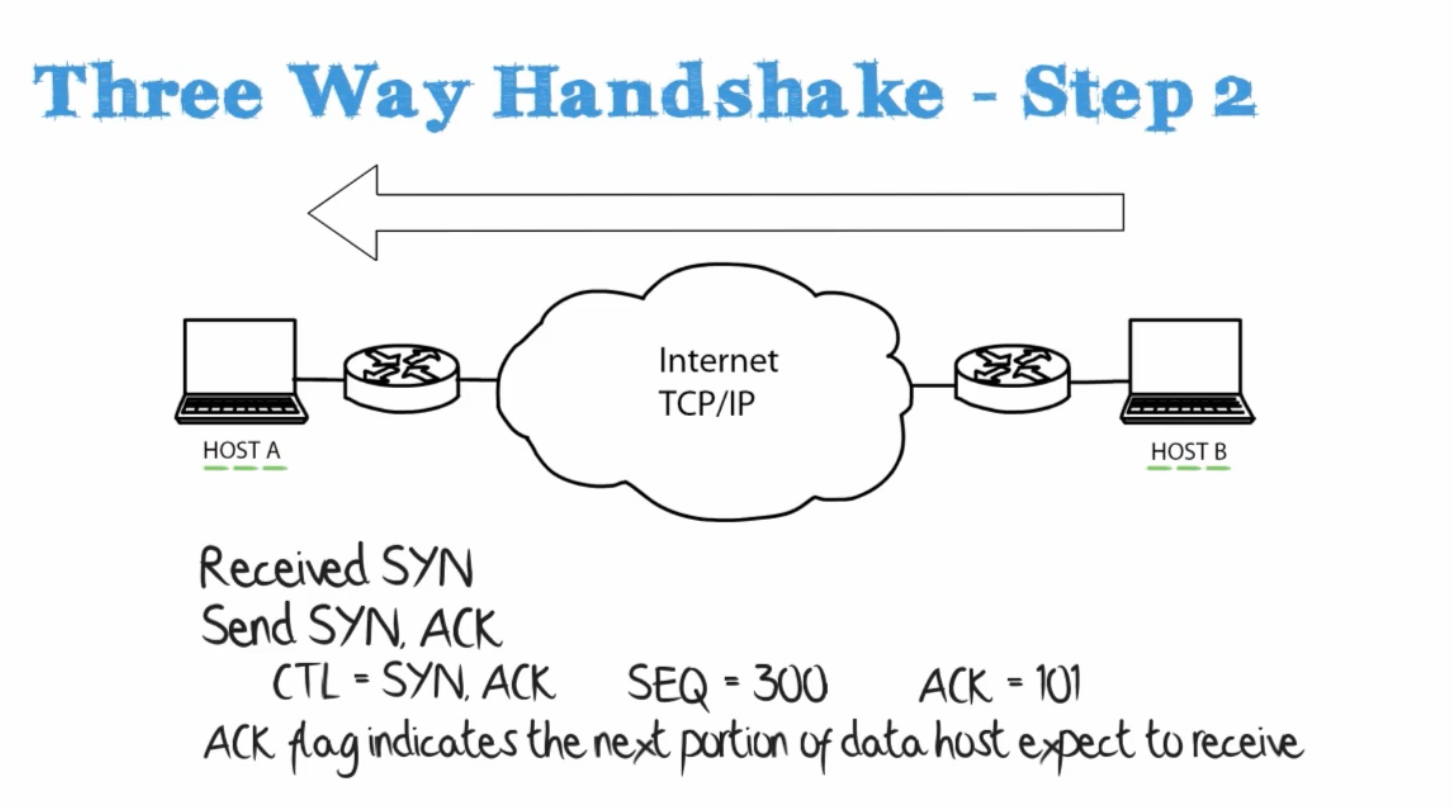 Three Way Handshake - Step 2
Internet
TCP/IP
HOST A
HOST B
Received SYN
Send SYN, ACK
CTL = SYN, ACK SEQ = 300 ACK = 101
ACK flag indicates the next portion of data host expect to receive